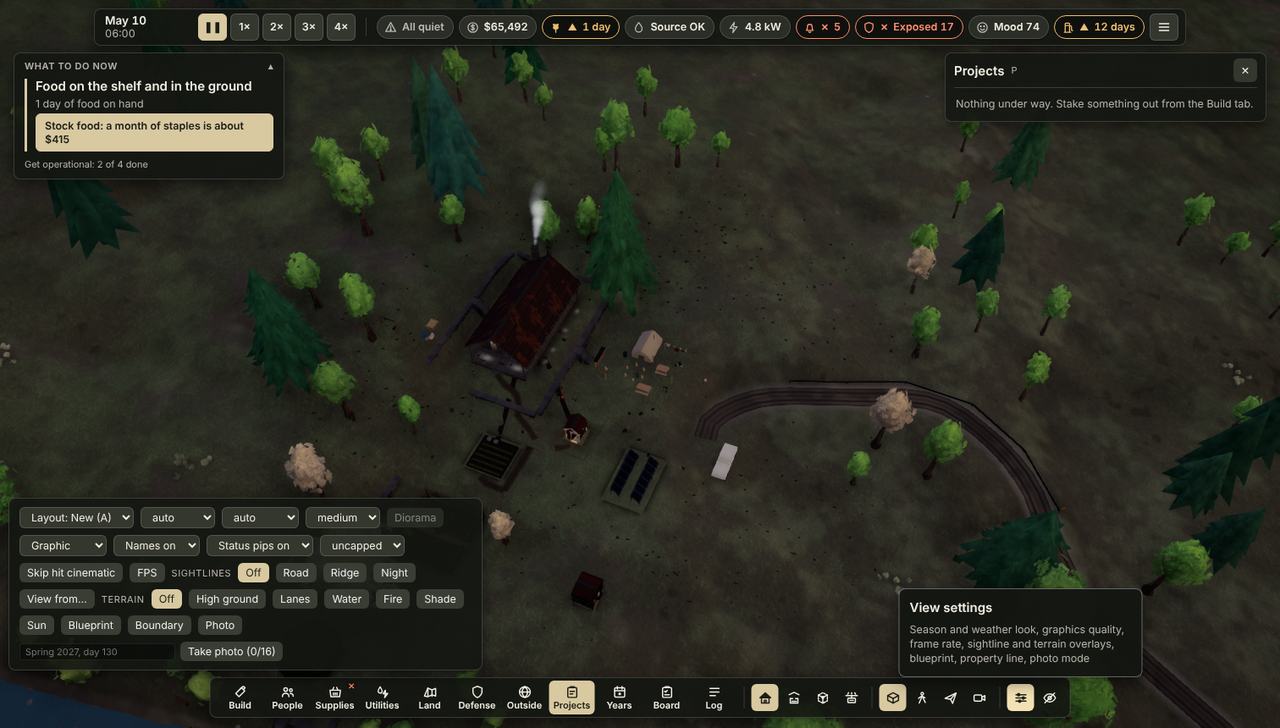 May 10
06:00
1×
2×
3×
4×
All quiet
$65,492
1 day
Source OK
4.8 kW
× 5
× Exposed 17
Mood 74
12 days
WHAT TO DO NOW
Food on the shelf and in the ground
1 day of food on hand
Stock food: a month of staples is about
$415
Get operational: 2 of 4 done
Projects P
Nothing under way. Stake something out from the Build tab.
Layout: New (A)
auto
auto
medium
Diorama
Graphic
Names on
Status pips on
uncapped
Skip hit cinematic
FPS
SIGHTLINES
Off
Road
Ridge
Night
View from...
TERRAIN
Off
High ground
Lanes
Water
Fire
Shade
Sun
Blueprint
Boundary
Photo
Spring 2027, day 130
Take photo (0/16)
View settings
Season and weather look, graphics quality,
frame rate, sightline and terrain overlays,
blueprint, property line, photo mode
Build
People
Supplies
Utilities
Land
Defense
Outside
Projects
Years
Board
Log